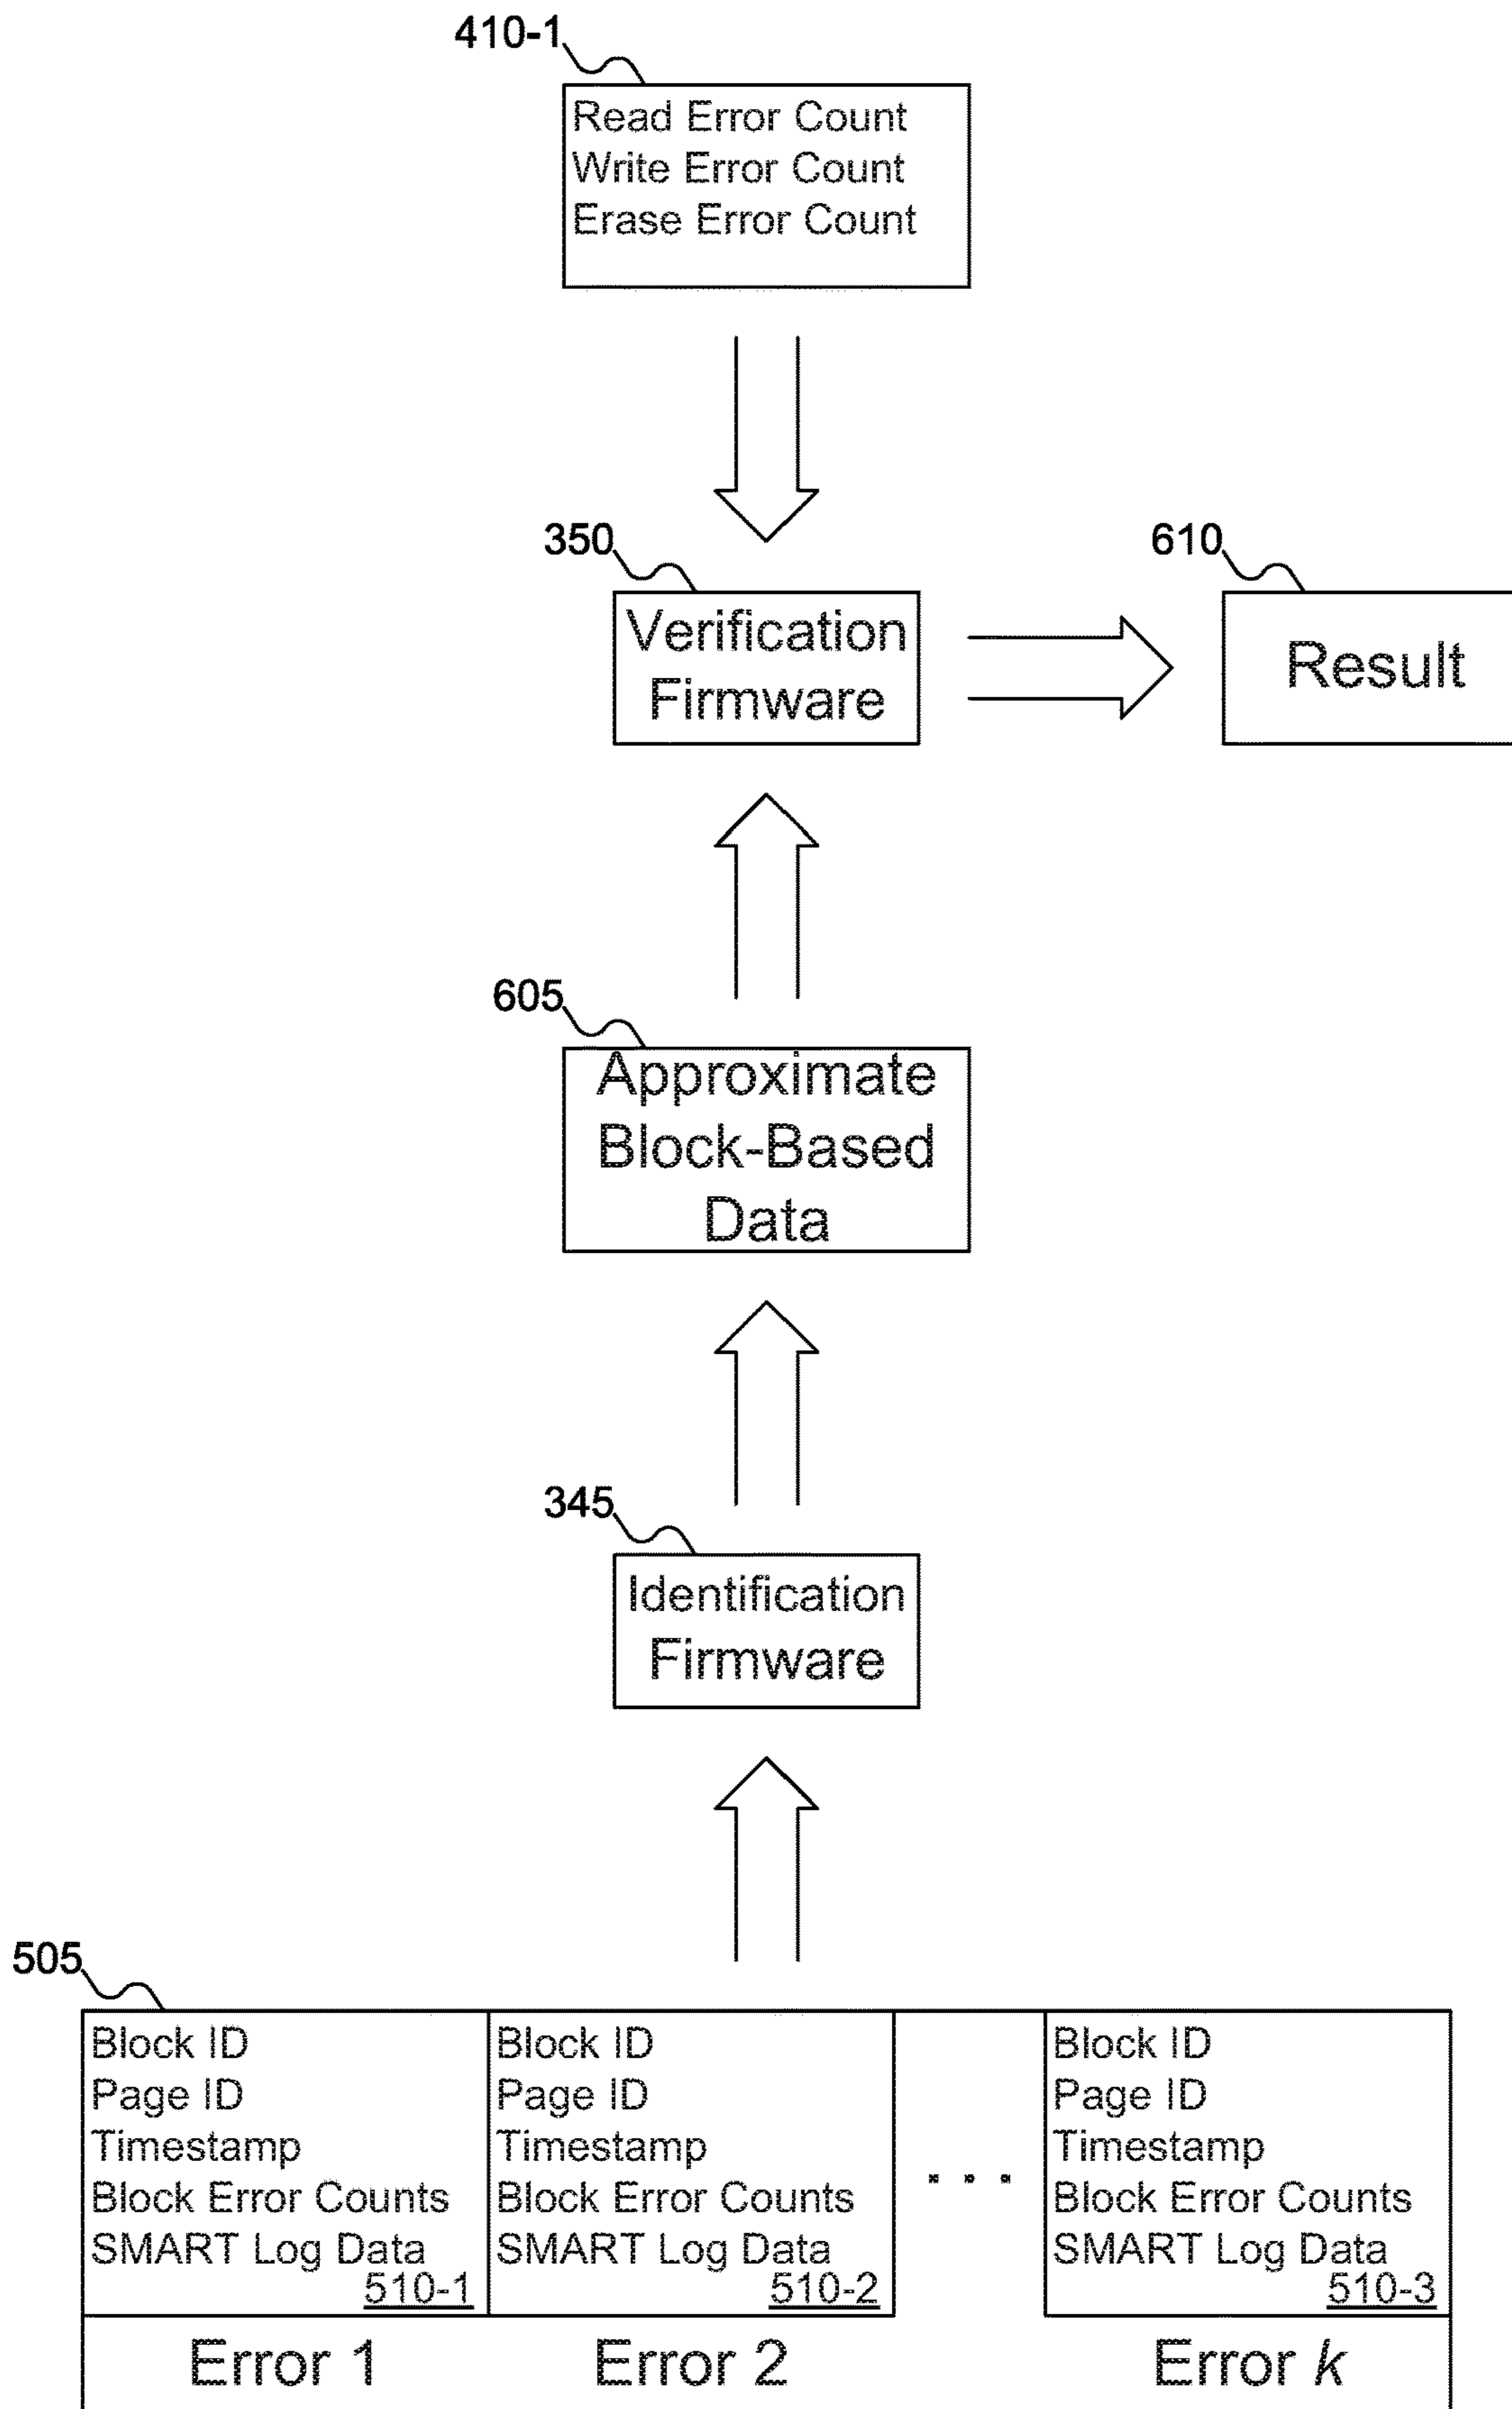 410-1
Read Error Count
Write Error Count
Erase Error Count
350
610
Verification
Firmware
Result
605
Approximate
Block-Based
Data
345
Identification
Firmware
505
Block ID
Page ID
Timestamp
Block Error Counts
SMART Log Data
510-1
Block ID
Page ID
Timestamp
Block Error Counts
SMART Log Data
510-2
. . .
Block ID
Page ID
Timestamp
Block Error Counts
SMART Log Data
510-3
Error 1
Error 2
Error k